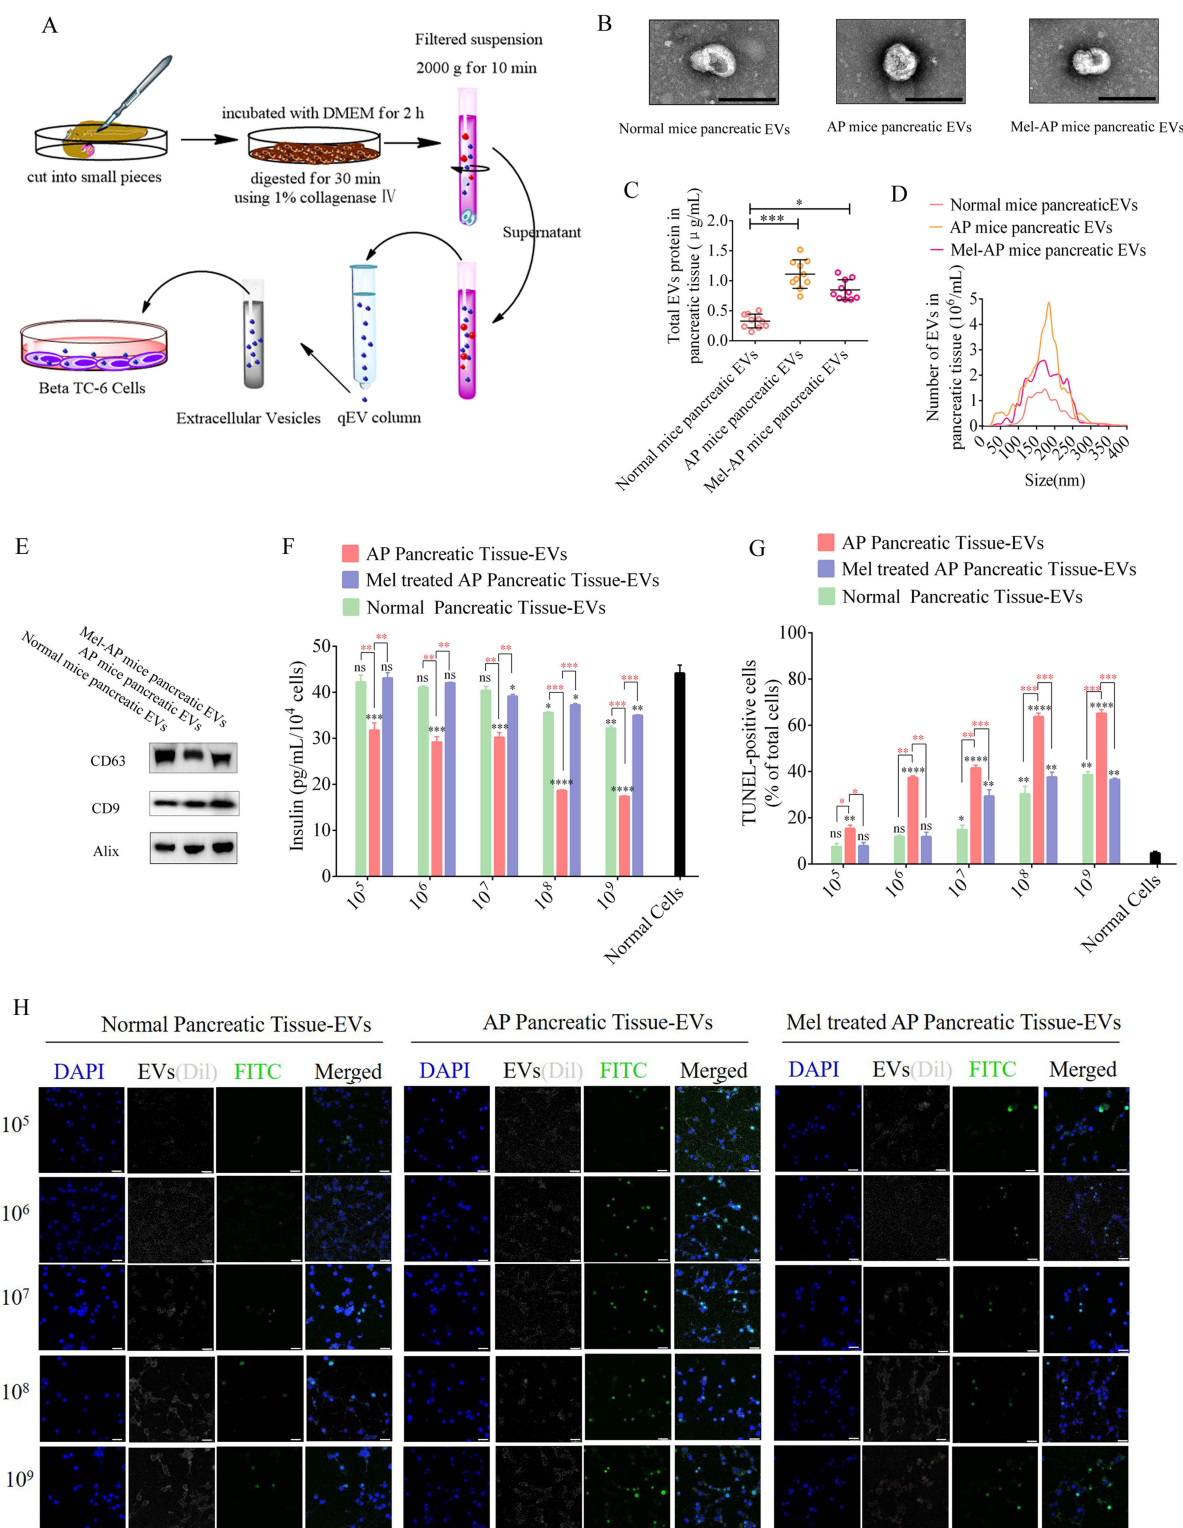 A
Filtered suspension
2000 g for 10 min
incubated with DMEM for 2 h
cut into small pieces
digested for 30 min
using 1% collagenase Ⅳ
Supernatant
Beta TC-6 Cells
Extracellular Vesicles
qEV column
B
Normal mice pancreatic EVs
AP mice pancreatic EVs
Mel-AP mice pancreatic EVs
C
Total EVs protein in
pancreatic tissue ( μ g/mL)
2.0
1.5
1.0
0.5
0.0
***
*
Normal mice pancreatic EVs
AP mice pancreatic EVs
Mel-AP mice pancreatic EVs
D
Normal mice pancreaticEVs
AP mice pancreatic EVs
Mel-AP mice pancreatic EVs
Number of EVs in
pancreatic tissue (10⁶/mL)
5
4
3
2
1
0
0 50 100 150 200 250 300 350 400
Size(nm)
E
Mel-AP mice pancreatic EVs
AP mice pancreatic EVs
Normal mice pancreatic EVs
CD63
CD9
Alix
F
AP Pancreatic Tissue-EVs
Mel treated AP Pancreatic Tissue-EVs
Normal Pancreatic Tissue-EVs
Insulin (pg/mL/10⁴ cells)
50
40
30
20
10
0
** **
ns *** ns
** **
ns *** ns
** **
ns *** *
*** ***
* **** *
*** ***
** **** **
10⁵ 10⁶ 10⁷ 10⁸ 10⁹ Normal Cells
G
AP Pancreatic Tissue-EVs
Mel treated AP Pancreatic Tissue-EVs
Normal Pancreatic Tissue-EVs
TUNEL-positive cells
(% of total cells)
100
80
60
40
20
0
* *
ns ** ns
** **
ns **** ns
** ***
* **** **
*** ***
** **** **
*** ***
** **** **
10⁵ 10⁶ 10⁷ 10⁸ 10⁹ Normal Cells
H
Normal Pancreatic Tissue-EVs
AP Pancreatic Tissue-EVs
Mel treated AP Pancreatic Tissue-EVs
DAPI EVs(Dil) FITC Merged DAPI EVs(Dil) FITC Merged DAPI EVs(Dil) FITC Merged
10⁵
10⁶
10⁷
10⁸
10⁹